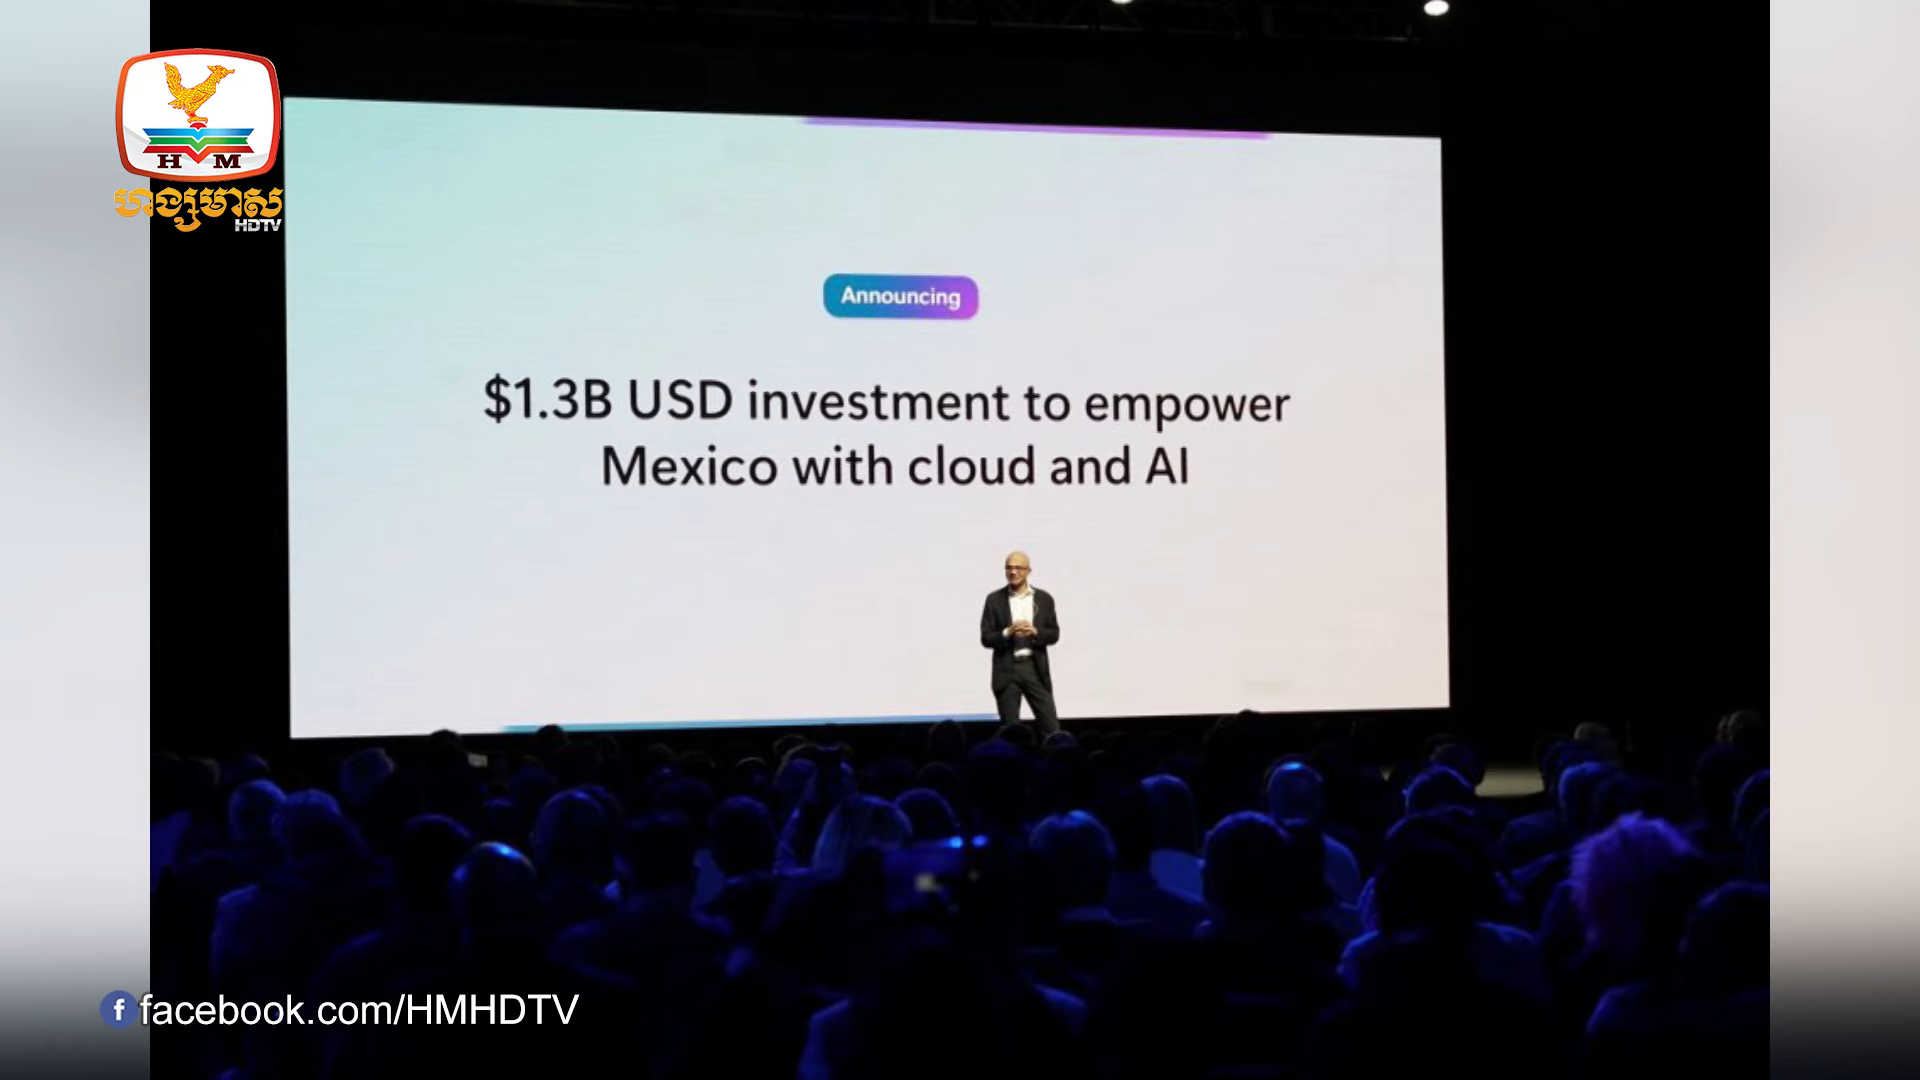 H M
ហង្សមាស
HDTV
Announcing
$1.3B USD investment to empower
Mexico with cloud and AI
facebook.com/HMHDTV